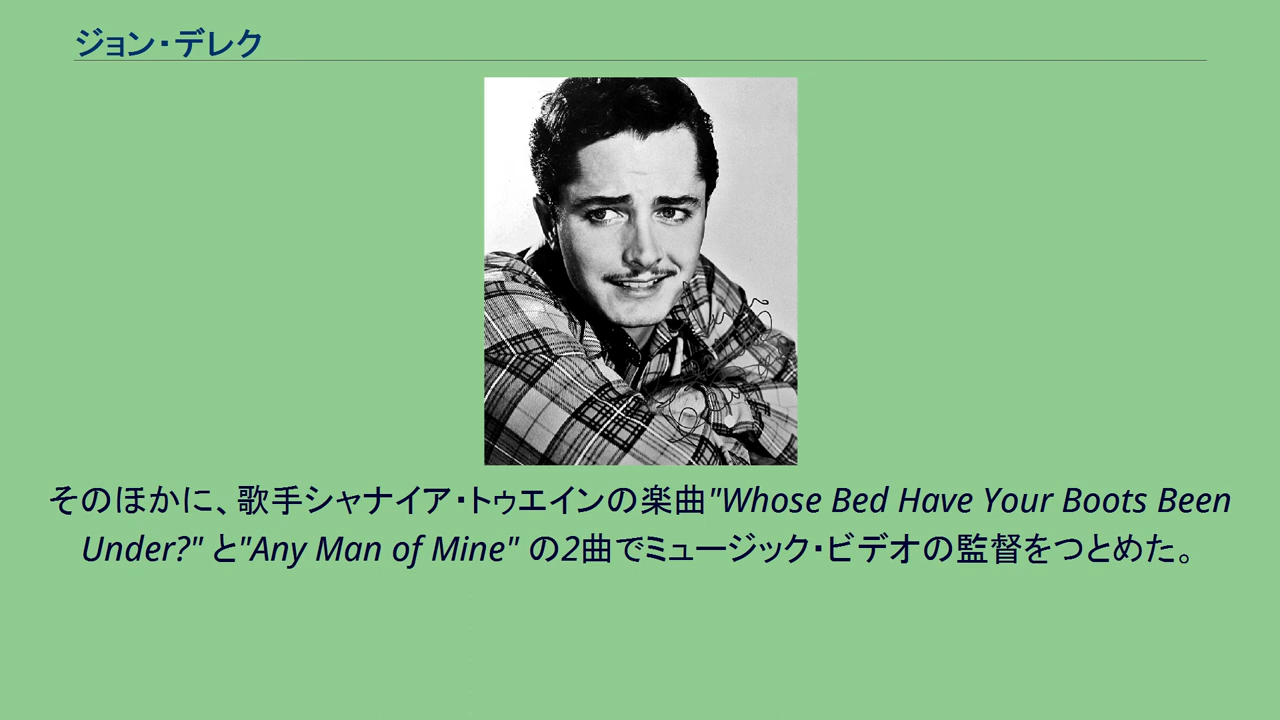 ジョン・デレク
そのほかに、歌手シャナイア・トゥエインの楽曲"Whose Bed Have Your Boots Been
Under?" と"Any Man of Mine" の2曲でミュージック・ビデオの監督をつとめた。